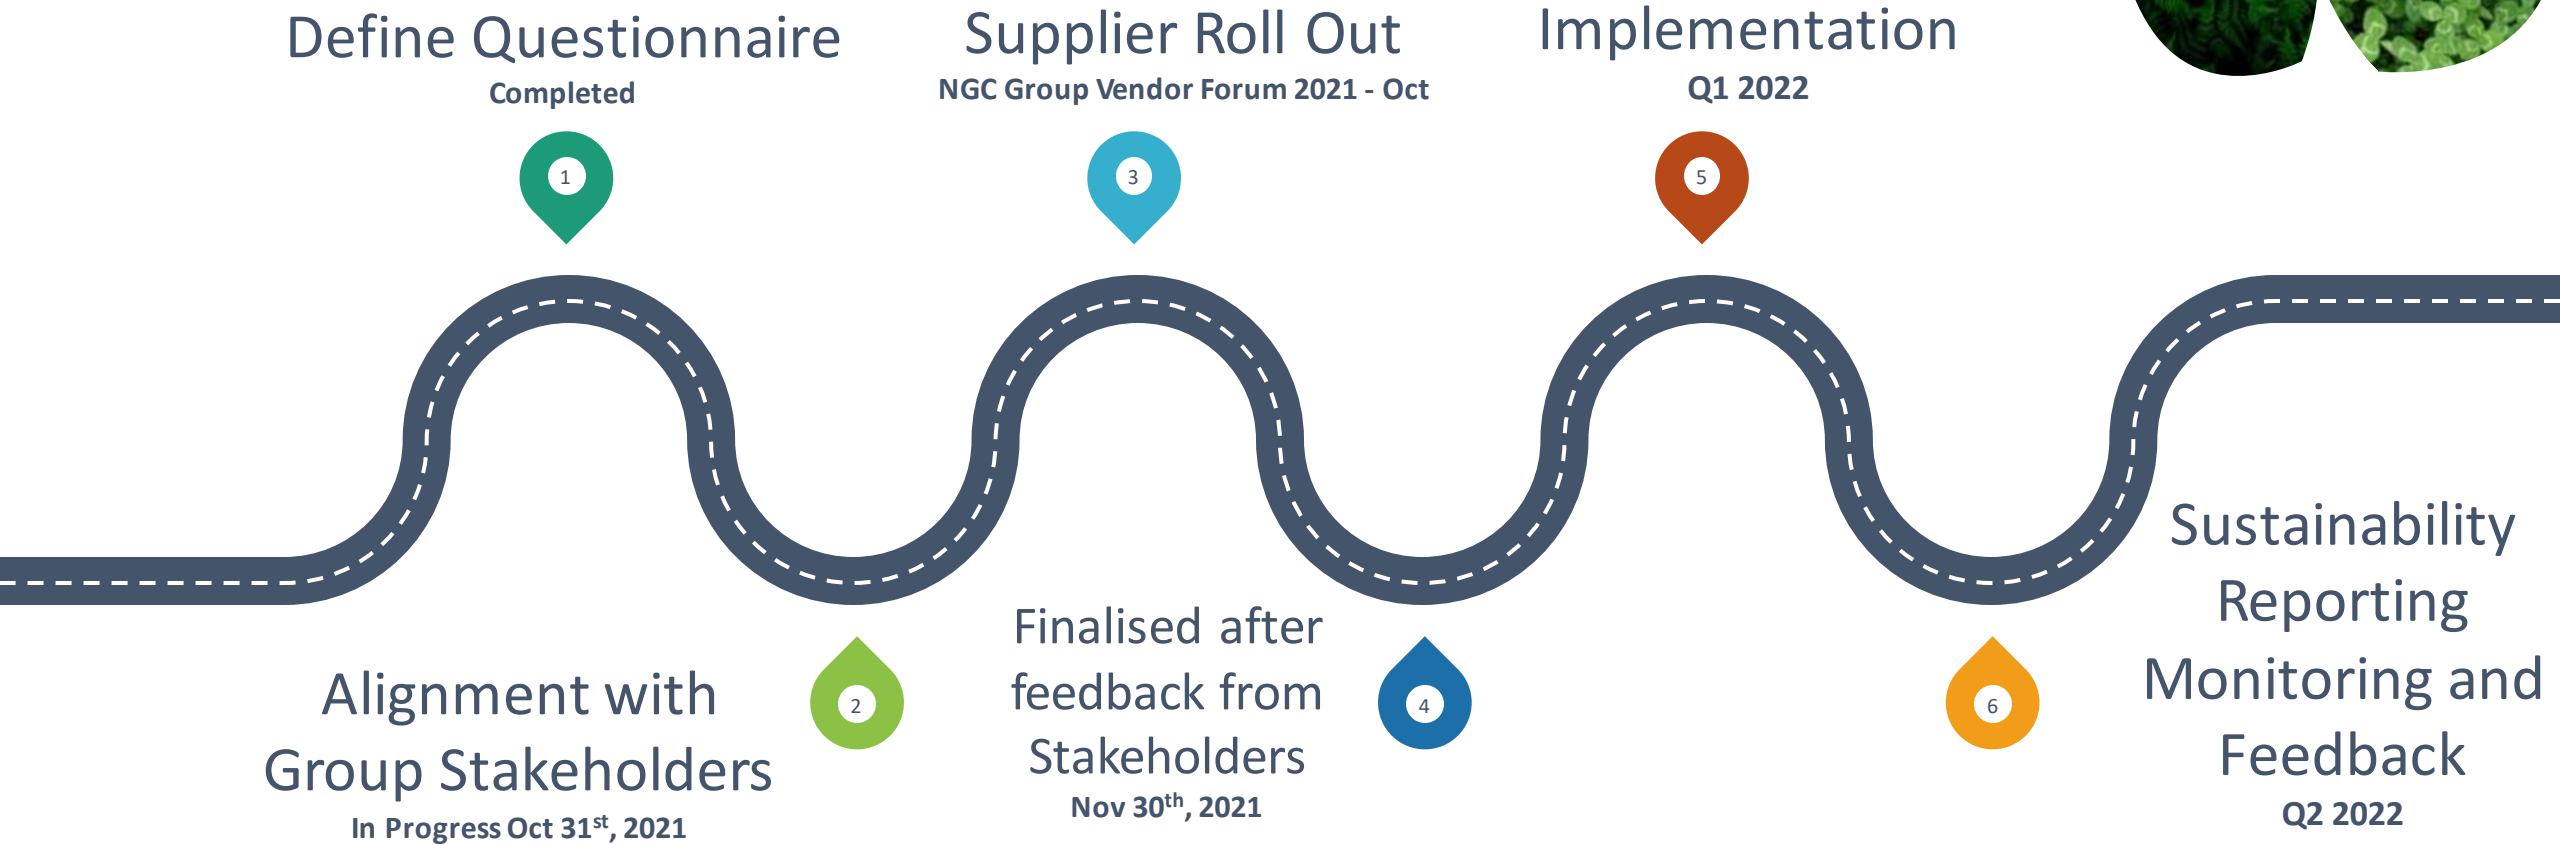 Define Questionnaire
Completed
1
Alignment with
Group Stakeholders
In Progress Oct 31st, 2021
2
Supplier Roll Out
NGC Group Vendor Forum 2021 - Oct
3
Finalised after
feedback from
Stakeholders
Nov 30th, 2021
4
Implementation
Q1 2022
5
6
Sustainability
Reporting
Monitoring and
Feedback
Q2 2022